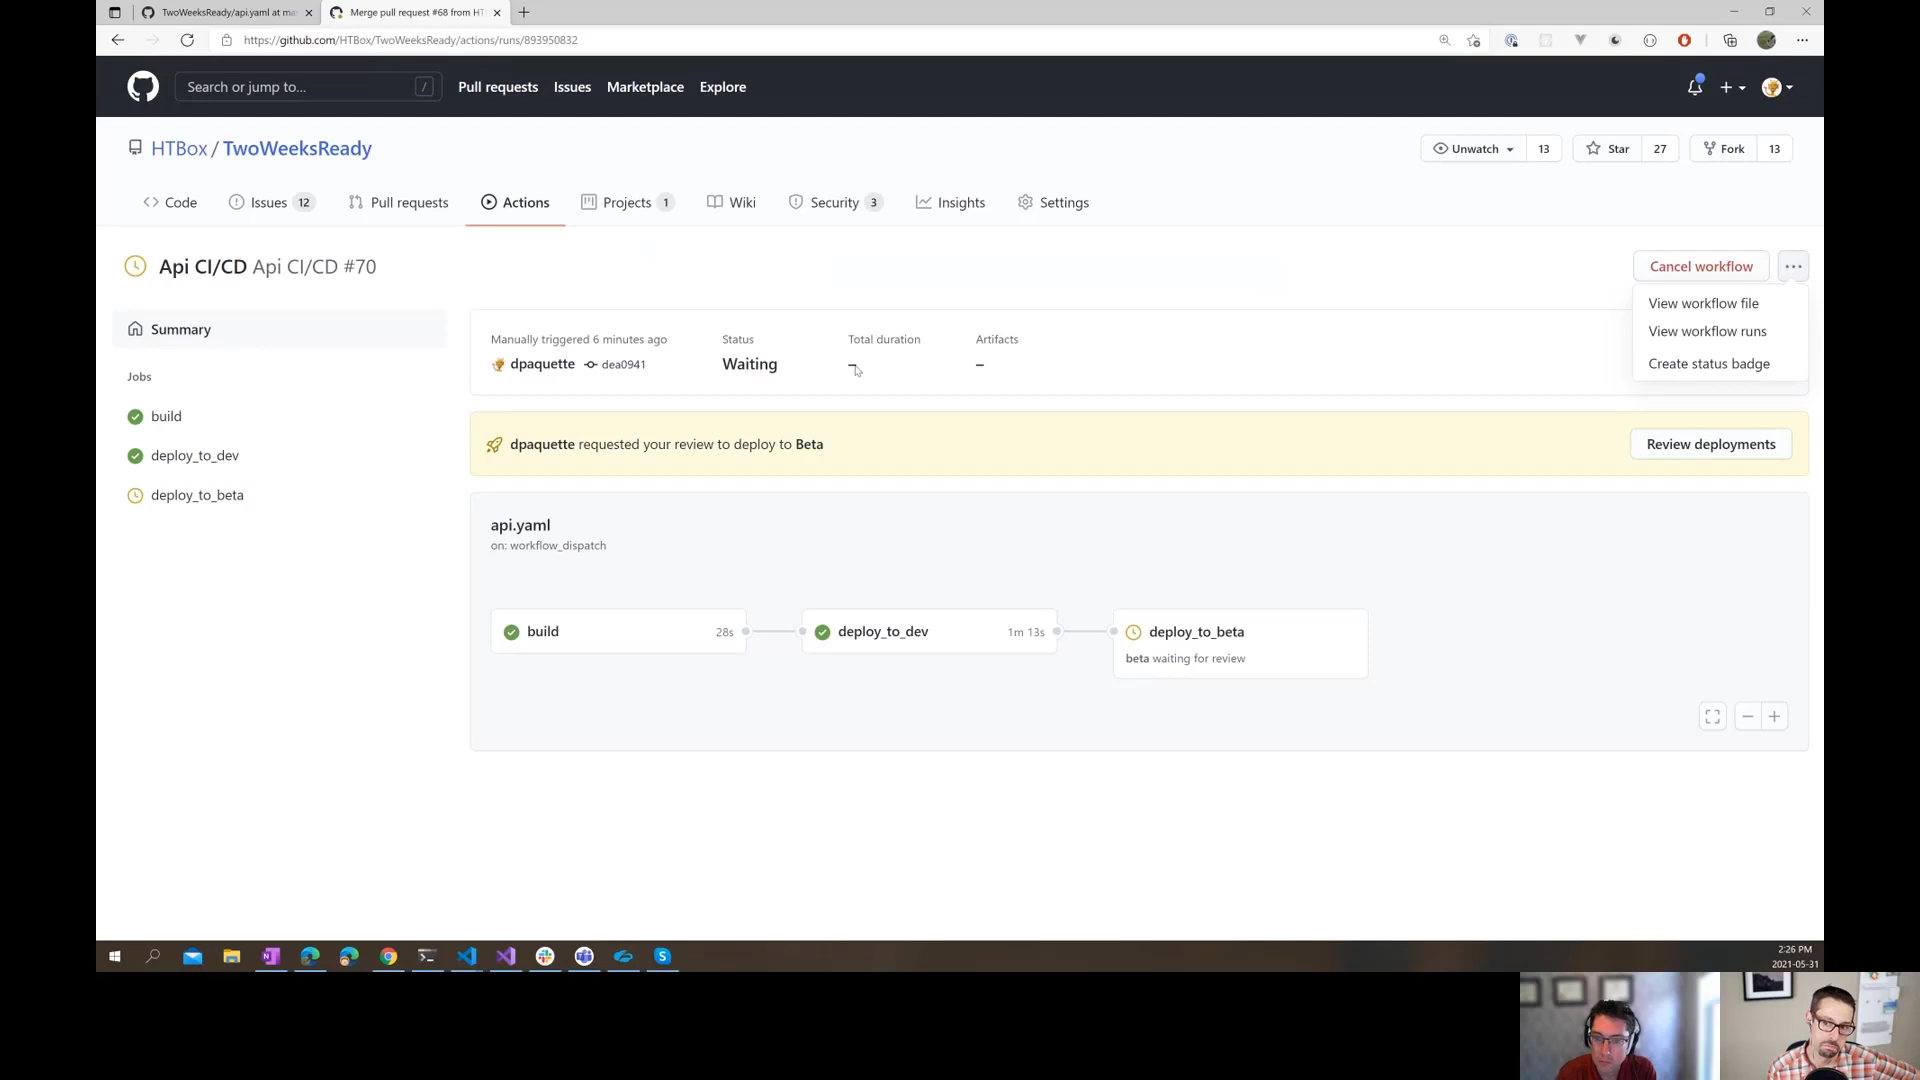 TwoWeeksReady/api.yaml at ma
Merge pull request #68 from HT
https://github.com/HTBox/TwoWeeksReady/actions/runs/893950832
Search or jump to... /
Pull requests Issues Marketplace Explore
HTBox / TwoWeeksReady
Unwatch 13 Star 27 Fork 13
Code Issues 12 Pull requests Actions Projects 1 Wiki Security 3 Insights Settings
Api CI/CD Api CI/CD #70
Cancel workflow ...
View workflow file
View workflow runs
Create status badge
Summary
Jobs
build
deploy_to_dev
deploy_to_beta
Manually triggered 6 minutes ago
dpaquette dea0941
Status
Waiting
Total duration
–
Artifacts
–
dpaquette requested your review to deploy to Beta
Review deployments
api.yaml
on: workflow_dispatch
build 28s
deploy_to_dev 1m 13s
deploy_to_beta
beta waiting for review
2:26 PM
2021-05-31